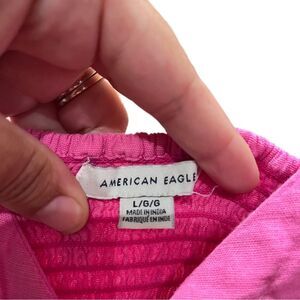 AMERICAN EAGLE
L/G/G
MADE IN INDIA
FABRIQUÉ EN INDE